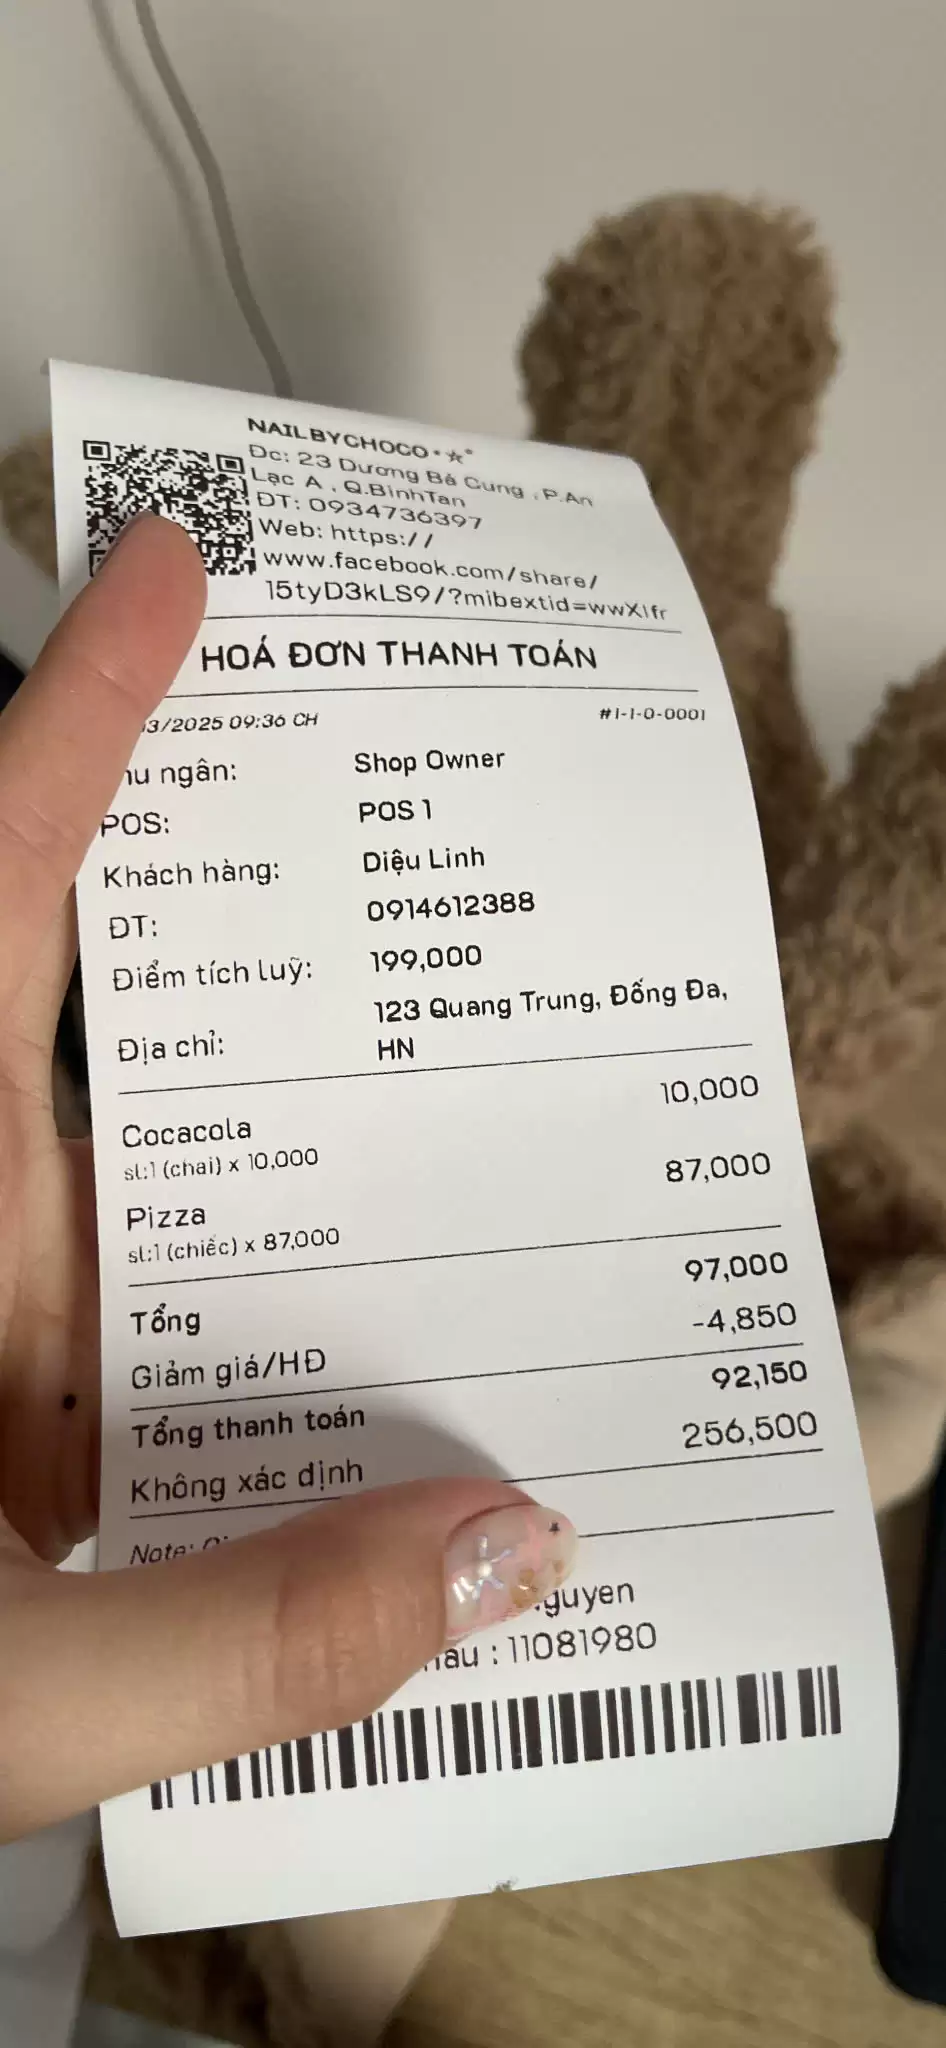 NAILBYCHOCO
Đc: 23 Dương Bá Cung , P.An
Lạc A , Q.BinhTan
ĐT: 0934736397
Web: https://
www.facebook.com/share/
15tyD3kLS9/?mibextid=wwXIfr
HOÁ ĐƠN THANH TOÁN
3/2025 09:36 CH #1-1-0-0001
ngân: Shop Owner
POS: POS 1
Khách hàng: Diệu Linh
ĐT: 0914612388
Điểm tích luỹ: 199,000
123 Quang Trung, Đống Đa,
Địa chỉ: HN
Cocacola 10,000
sl:1 (chai) x 10,000
Pizza 87,000
sl:1 (chiếc) x 87,000
Tổng 97,000
Giảm giá/HĐ -4,850
Tổng thanh toán 92,150
Không xác định 256,500
Note:
guyen
: 11081980